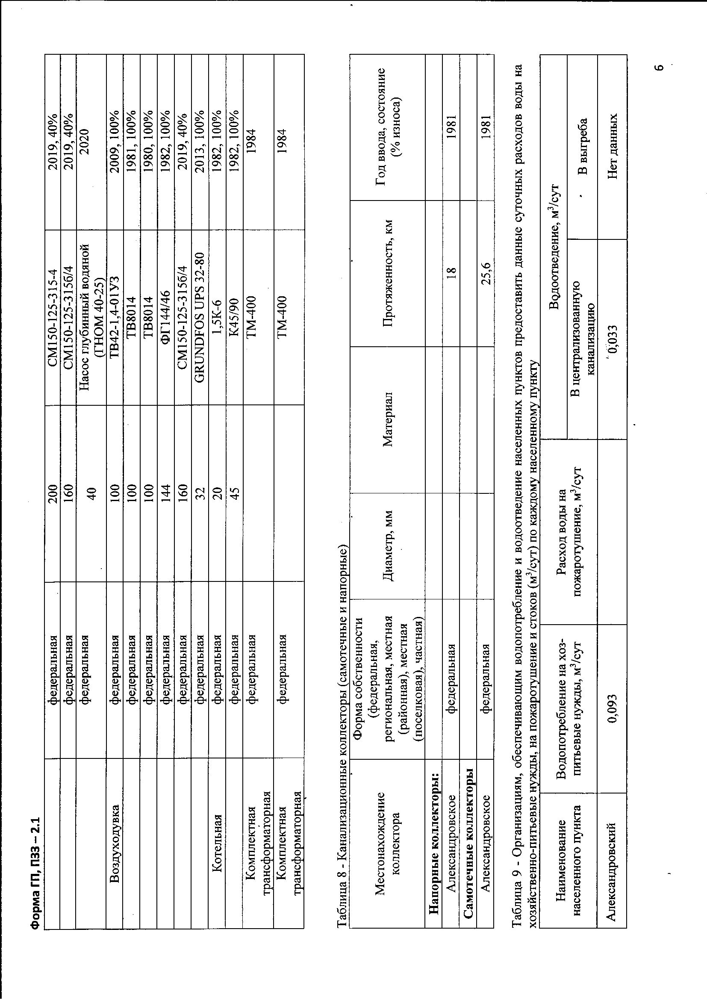 Форма ГП, ПЗЗ – 2.1
федеральная 200 СМ150-125-315-4 2019, 40%
федеральная 160 СМ150-125-315б/4 2019, 40%
федеральная 40 Насос глубинный водяной 2020
(ГНОМ 40-25)
Воздуходувка федеральная 100 ТВ42-1,4-01У3 2009, 100%
федеральная 100 ТВ8014 1981, 100%
федеральная 100 ТВ8014 1980, 100%
федеральная 144 ФГ144/46 1982, 100%
федеральная 160 СМ150-125-315б/4 2019, 40%
федеральная 32 GRUNDFOS UPS 32-80 2013, 100%
Котельная федеральная 20 1,5К-6 1982, 100%
федеральная 45 К45/90 1982, 100%
Комплектная федеральная ТМ-400 1984
трансформаторная
Комплектная федеральная ТМ-400 1984
трансформаторная
Таблица 8 - Канализационные коллекторы (самотечные и напорные)
Местонахождение
коллектора
Форма собственности
(федеральная,
региональная, местная
(районная), местная
(поселковая), частная)
Диаметр, мм
Материал
Протяженность, км
Год ввода, состояние
(% износа)
Напорные коллекторы:
Александровское федеральная 18 1981
Самотечные коллекторы
Александровское федеральная 25,6 1981
Таблица 9 - Организациям, обеспечивающим водопотребление и водоотведение населенных пунктов предоставить данные суточных расходов воды на
хозяйственно-питьевые нужды, на пожаротушение и стоков (м³/сут) по каждому населенному пункту
Наименование
населенного пункта
Водопотребление на хоз-
питьевые нужды, м³/сут
Расход воды на
пожаротушение, м³/сут
Водоотведение, м³/сут
В централизованную
канализацию
В выгреба
Александровский 0,093 0,033 Нет данных
6